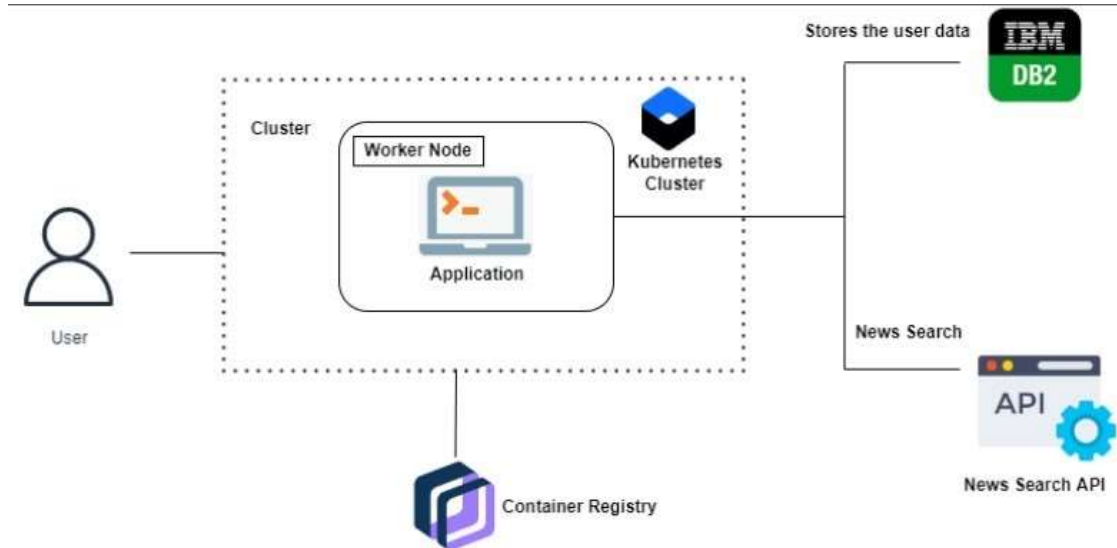 Stores the user data
IBM
DB2
Cluster
Worker Node
Kubernetes
Cluster
Application
User
News Search
API
News Search API
Container Registry